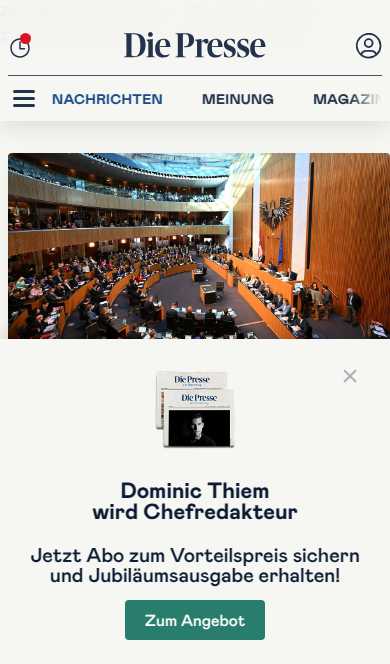 Die Presse
NACHRICHTEN MEINUNG MAGAZIN
Die Presse
Die Presse
Dominic Thiem
wird Chefredakteur
Jetzt Abo zum Vorteilspreis sichern
und Jubiläumsausgabe erhalten!
Zum Angebot